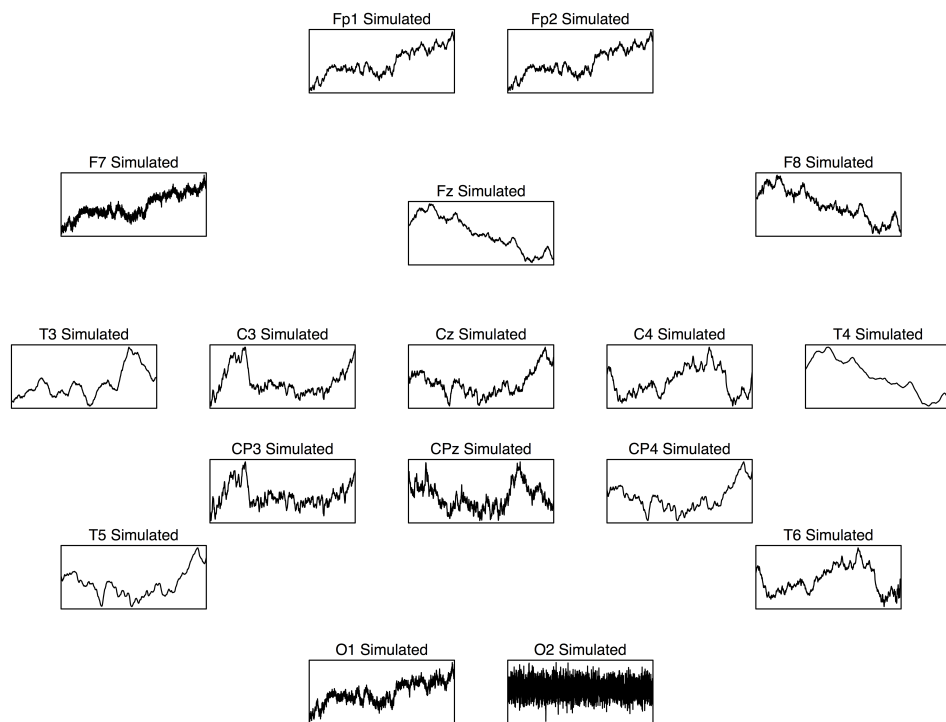 Fp1 Simulated
Fp2 Simulated
F7 Simulated
Fz Simulated
F8 Simulated
T3 Simulated
C3 Simulated
Cz Simulated
C4 Simulated
T4 Simulated
CP3 Simulated
CPz Simulated
CP4 Simulated
T5 Simulated
T6 Simulated
O1 Simulated
O2 Simulated